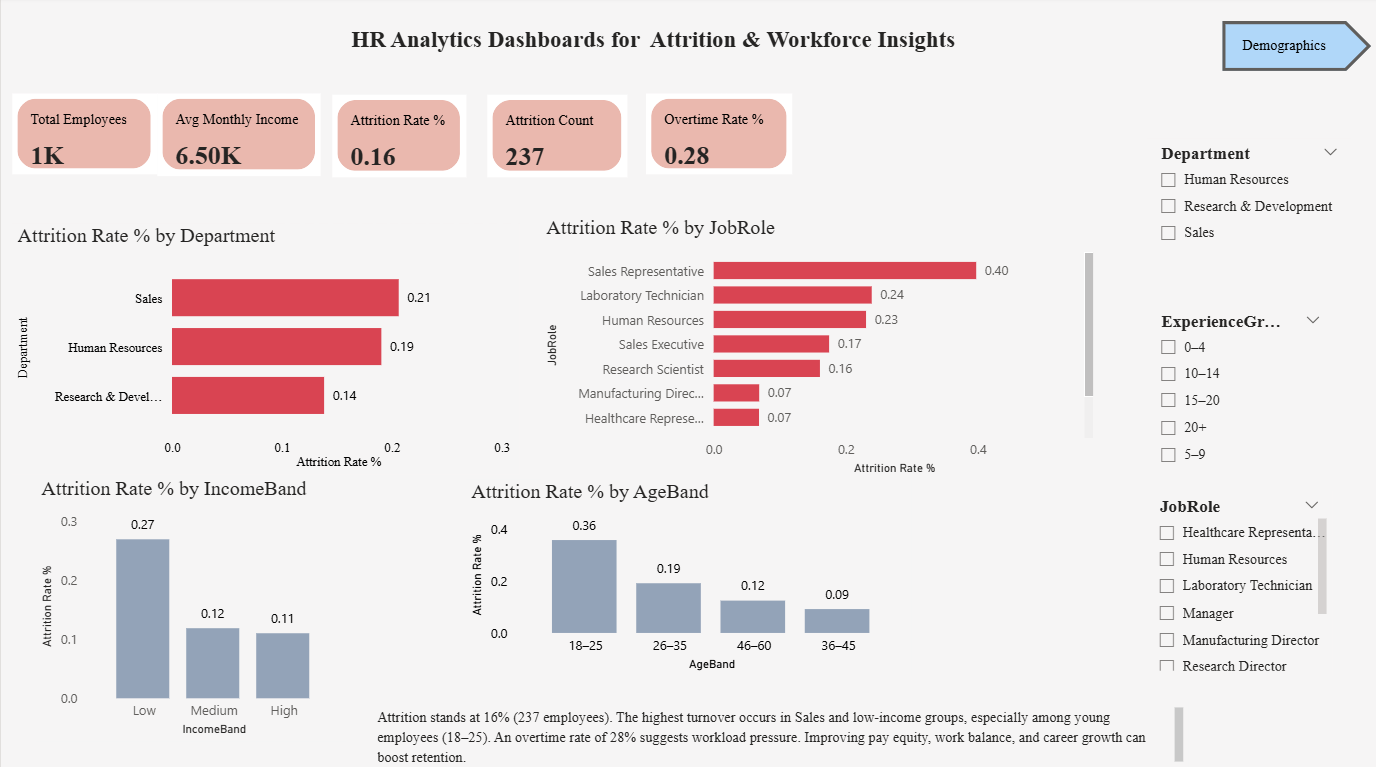 HR Analytics Dashboards for Attrition & Workforce Insights
Demographics
Total Employees
1K
Avg Monthly Income
6.50K
Attrition Rate %
0.16
Attrition Count
237
Overtime Rate %
0.28
Attrition Rate % by Department
Department
Sales
0.21
Human Resources
0.19
Research & Devel…
0.14
0.0 0.1 0.2 0.3
Attrition Rate %
Attrition Rate % by JobRole
JobRole
Sales Representative
0.40
Laboratory Technician
0.24
Human Resources
0.23
Sales Executive
0.17
Research Scientist
0.16
Manufacturing Direc...
0.07
Healthcare Represe...
0.07
0.0 0.2 0.4
Attrition Rate %
Attrition Rate % by IncomeBand
Attrition Rate %
0.3
0.2
0.1
0.0
0.27
0.12
0.11
Low Medium High
IncomeBand
Attrition Rate % by AgeBand
Attrition Rate %
0.4
0.2
0.0
0.36
0.19
0.12
0.09
18–25 26–35 46–60 36–45
AgeBand
Attrition stands at 16% (237 employees). The highest turnover occurs in Sales and low-income groups, especially among young
employees (18–25). An overtime rate of 28% suggests workload pressure. Improving pay equity, work balance, and career growth can
boost retention.
Department
Human Resources
Research & Development
Sales
ExperienceGr…
0–4
10–14
15–20
20+
5–9
JobRole
Healthcare Representa…
Human Resources
Laboratory Technician
Manager
Manufacturing Director
Research Director